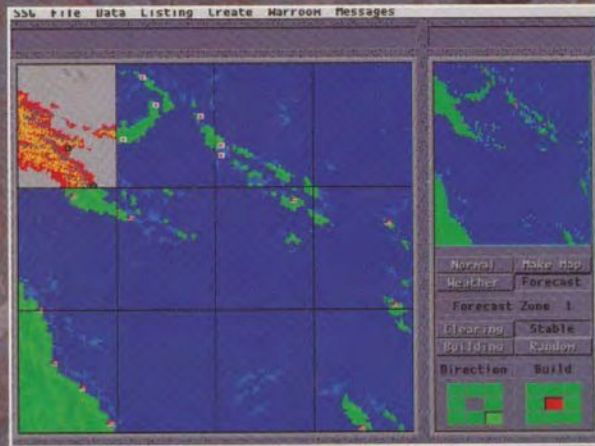 SSG File Data Listing Create Warroom Messages
Normal Make Map
Weather Forecast
Forecast Zone 1
Clearing Stable
Building Random
Direction Build